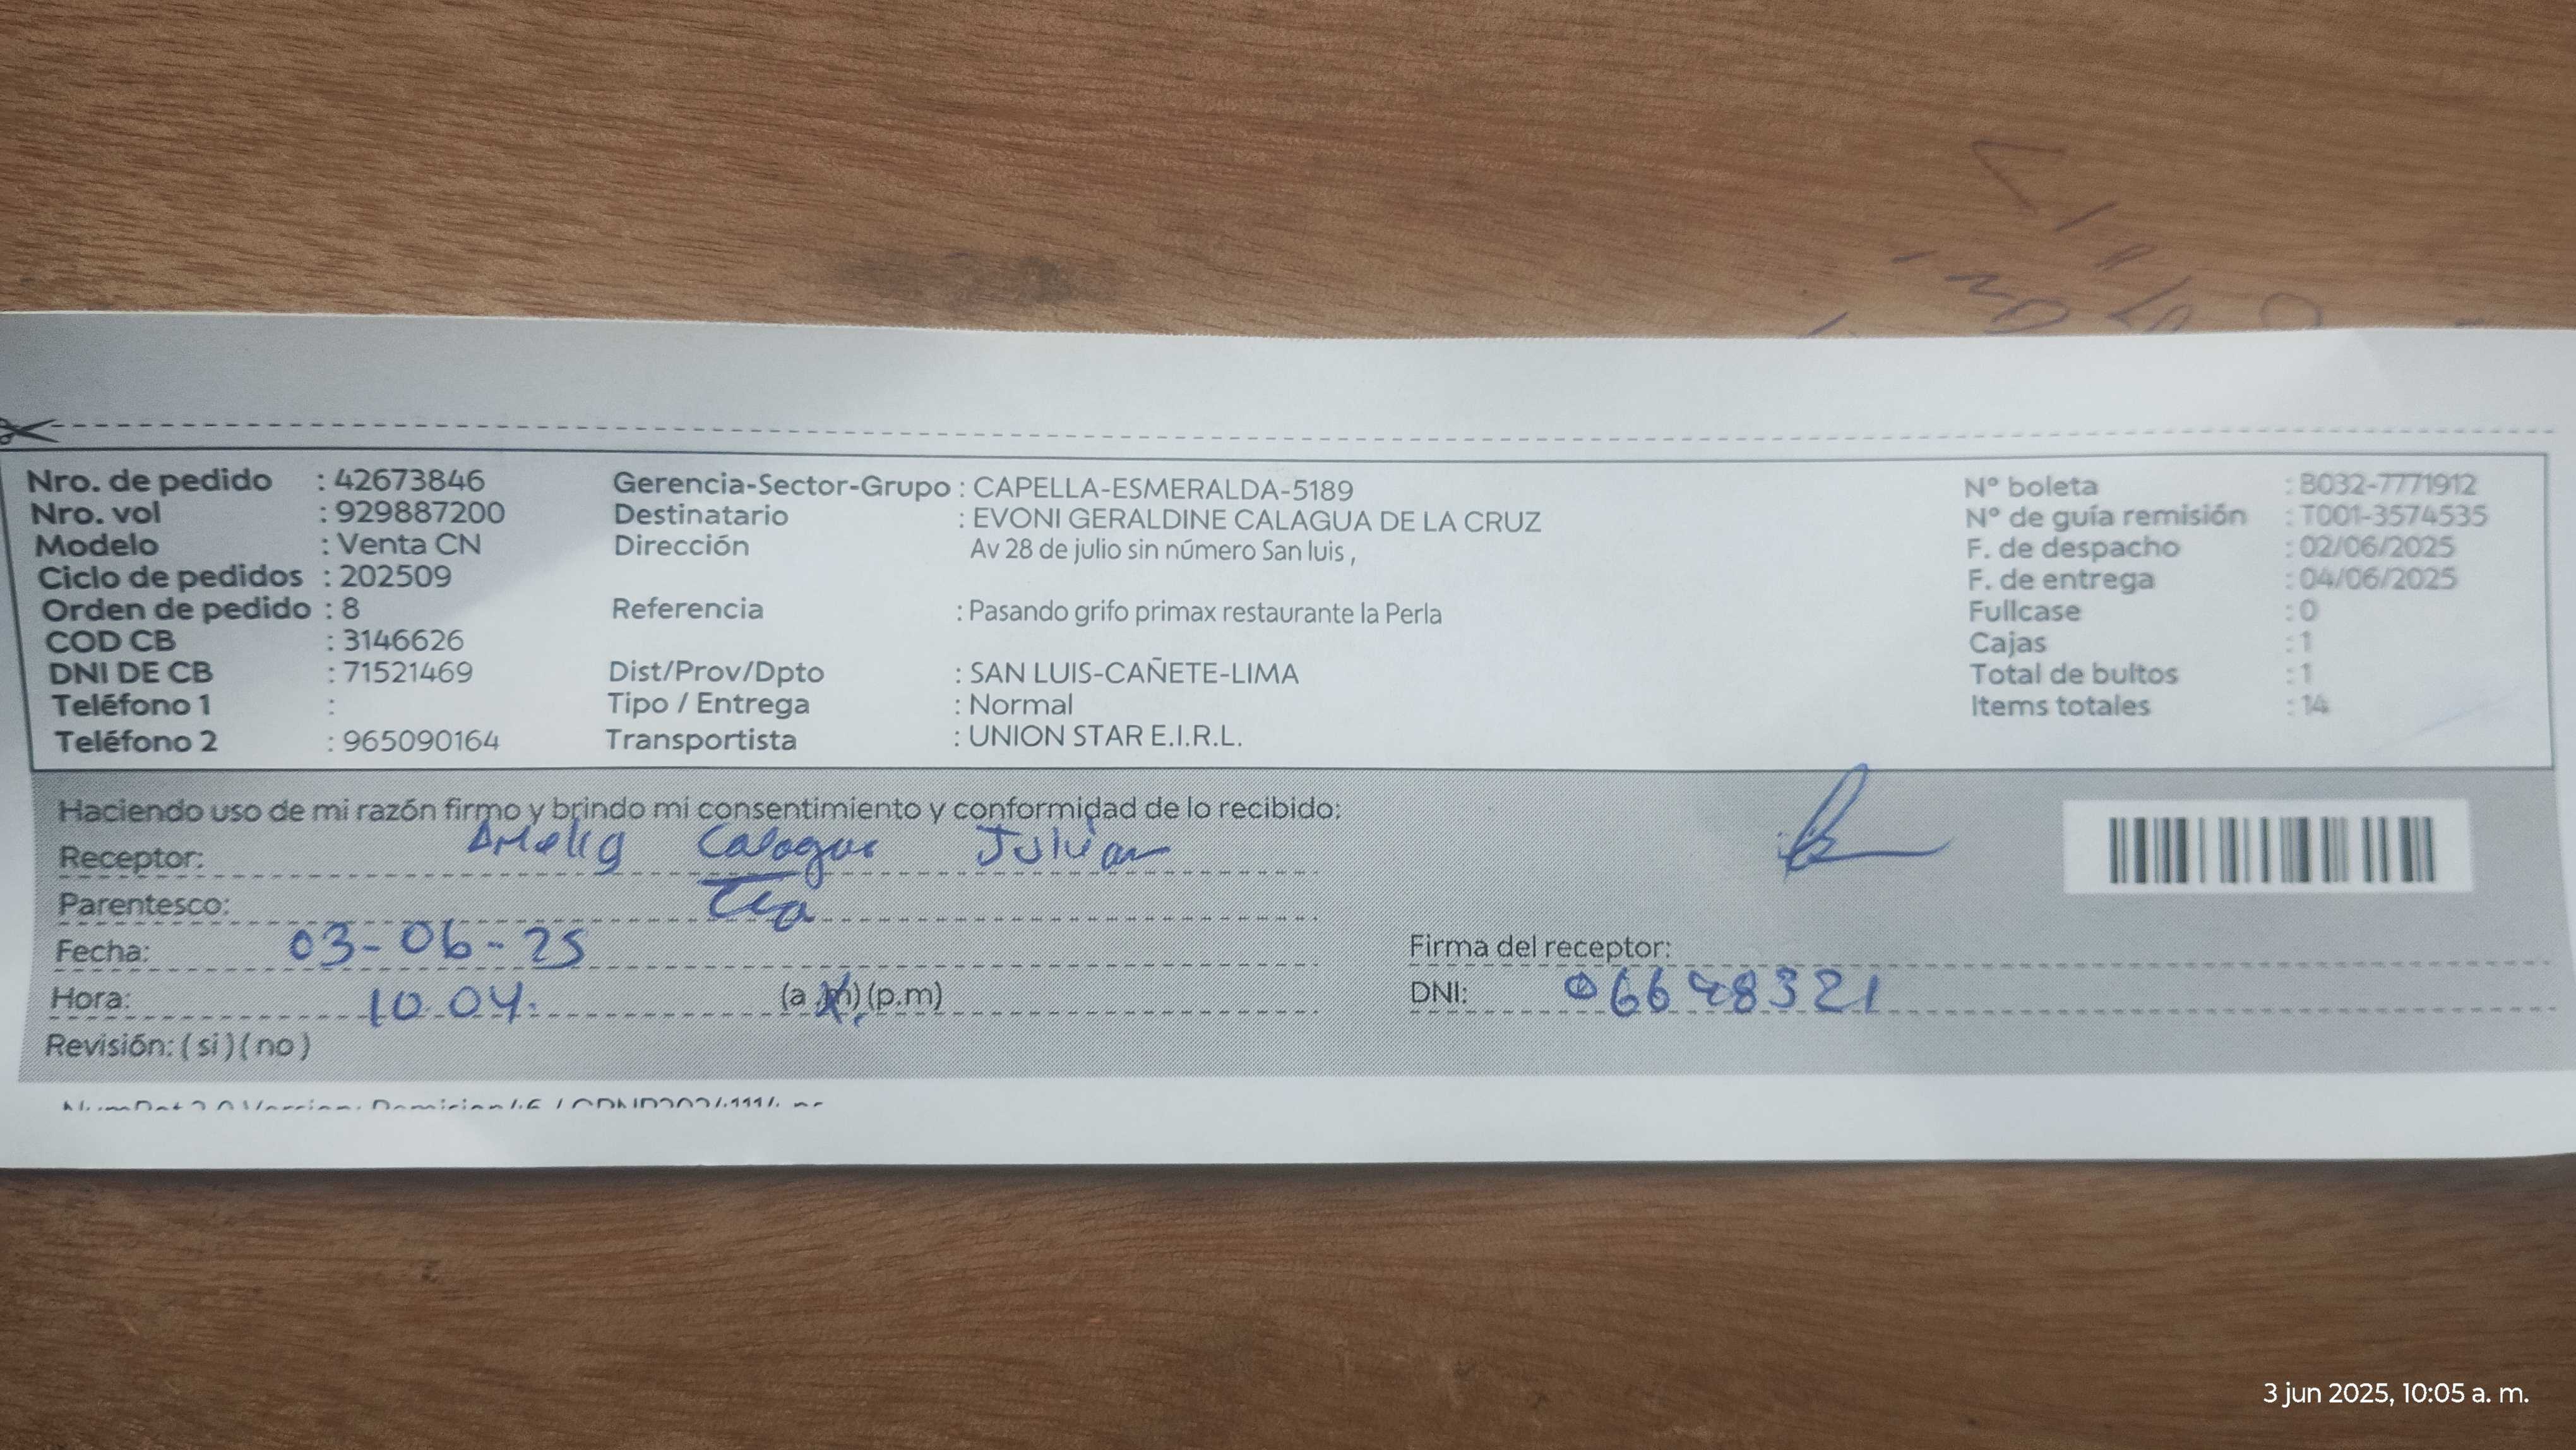 Nro. de pedido : 42673846
Nro. vol : 929887200
Modelo : Venta CN
Ciclo de pedidos : 202509
Orden de pedido : 8
COD CB : 3146626
DNI DE CB : 71521469
Teléfono 1 :
Teléfono 2 : 965090164
Gerencia-Sector-Grupo : CAPELLA-ESMERALDA-5189
Destinatario : EVONI GERALDINE CALAGUA DE LA CRUZ
Dirección Av 28 de julio sin número San luis ,
Referencia : Pasando grifo primax restaurante la Perla
Dist/Prov/Dpto : SAN LUIS-CAÑETE-LIMA
Tipo / Entrega : Normal
Transportista : UNION STAR E.I.R.L.
N° boleta : B032-7771912
N° de guía remisión : T001-3574535
F. de despacho : 02/06/2025
F. de entrega : 04/06/2025
Fullcase : 0
Cajas : 1
Total de bultos : 1
Items totales : 14
Haciendo uso de mi razón firmo y brindo mi consentimiento y conformidad de lo recibido:
Receptor: Amelia Calagua Julian
Parentesco: Tia
Fecha: 03-06-25
Hora: 10.04. (a.m) (p.m)
Revisión: ( si ) ( no )
Firma del receptor:
DNI:
3 jun 2025, 10:05 a. m.